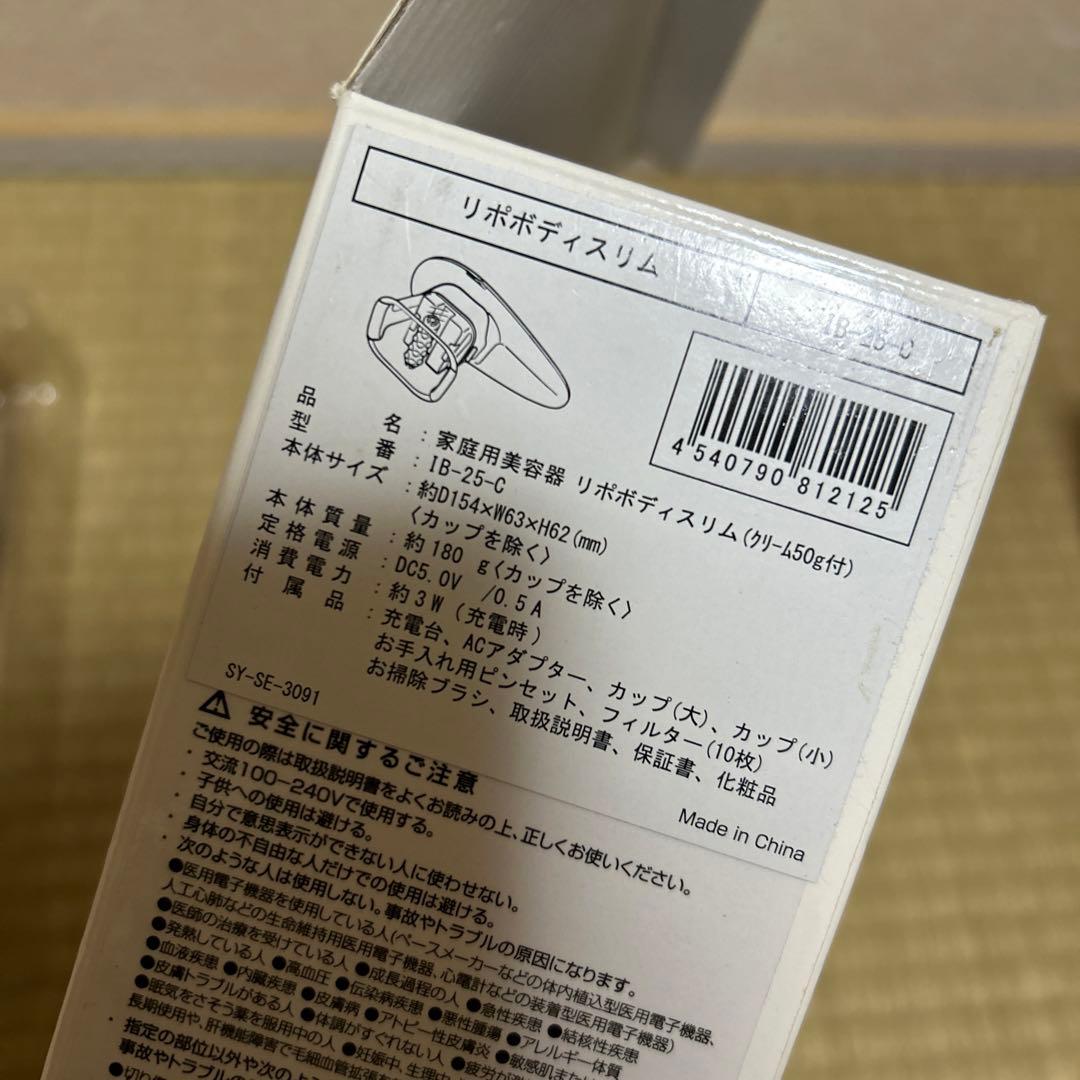 リポボディスリム
IB-25-C
4 540790 812125
品名：家庭用美容器 リポボディスリム(クリーム50g付)
型番：IB-25-C
本体サイズ：約D154×W63×H62(mm)
〈カップを除く〉
本体質量：約180 g〈カップを除く〉
定格電源：DC5.0V /0.5A
消費電力：約3W (充電時)
付属品：充電台、ACアダプター、カップ(大)、カップ(小)
お手入れ用ピンセット、フィルター(10枚)
お掃除ブラシ、取扱説明書、保証書、化粧品
SY-SE-3091
Made in China
安全に関するご注意
ご使用の際は取扱説明書をよくお読みの上、正しくお使いください。
・交流100-240Vで使用する。
・子供への使用は避ける。
・自分で意思表示ができない人に使わせない。
・身体の不自由な人だけでの使用は避ける。
・次のような人は使用しない。事故やトラブルの原因になります。
●医用電子機器を使用している人(ペースメーカーなどの体内植込型医用電子機器、
人工心肺などの生命維持用医用電子機器、心電計などの装着型医用電子機器)
●医師の治療を受けている人 ●成長過程の人 ●急性疾患 ●結核性疾患
●発熱している人 ●高血圧 ●伝染病疾患 ●悪性腫瘍 ●アレルギー体質
●血液疾患 ●内臓疾患 ●皮膚病 ●アトピー性皮膚炎 ●敏感肌または
●皮膚トラブルがある人 ●体調がすぐれない人 ●疲労が
●眠気をさそう薬を服用中の人 ●妊娠中、生理中
長期使用や、肝機能障害で毛細血管拡張を
・指定の部位以外や次のよ
事故やトラブルの
●切り